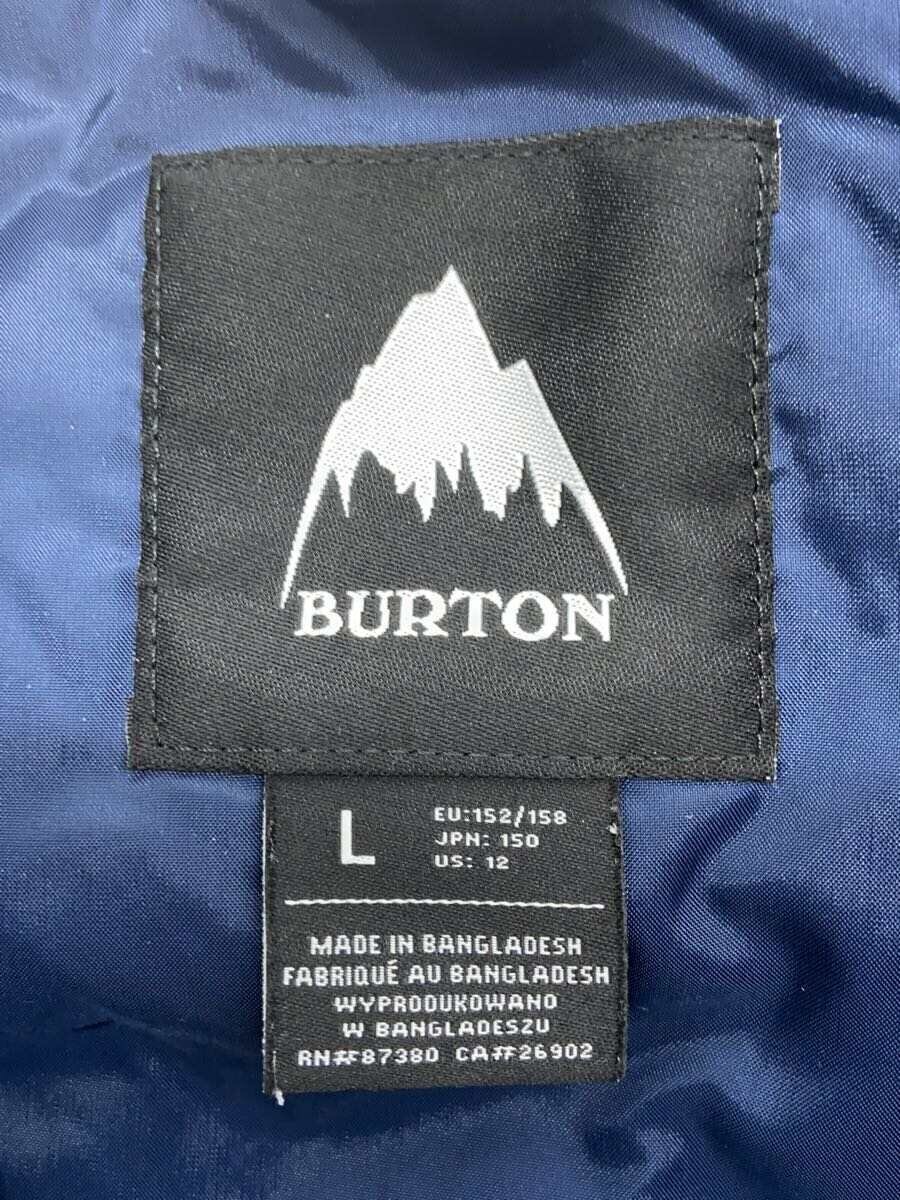 BURTON
L
EU:152/158
JPN: 150
US: 12
MADE IN BANGLADESH
FABRIQUÉ AU BANGLADESH
WYPRODUKOWANO
W BANGLADESZU
RN#87380 CA#26902